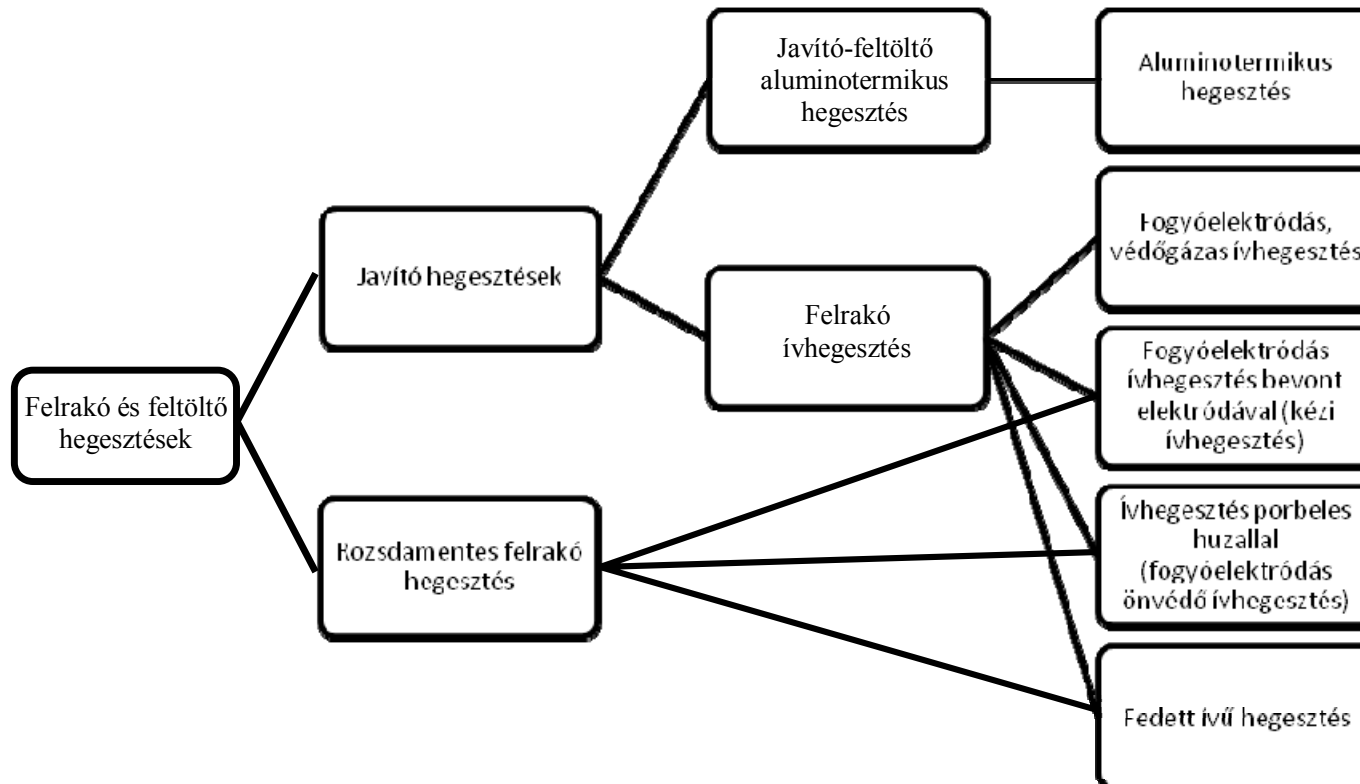 Javító-feltöltő
aluminotermikus
hegesztés
Aluminotermikus
hegesztés
Javító hegesztések
Fogyóelektródás,
védőgázas ívhegesztés
Felrakó
ívhegesztés
Felrakó és feltöltő
hegesztések
Fogyóelektródás
ívhegesztés bevont
elektródával (kézi
ívhegesztés)
Rozsdamentes felrakó
hegesztés
Ívhegesztés porbeles
huzallal
(fogyóelektródás
önvédő ívhegesztés)
Fedett ívű hegesztés